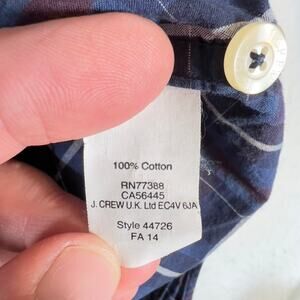 100% Cotton
RN77388
CA56445
J. CREW U.K. Ltd EC4V 6JA
Style 44726
FA 14